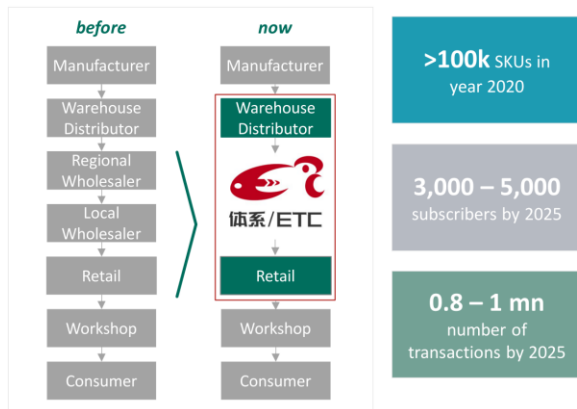 before
Manufacturer
Warehouse
Distributor
Regional
Wholesaler
Local
Wholesaler
Retail
Workshop
Consumer
now
Manufacturer
Warehouse
Distributor
体系/ETC
Retail
Workshop
Consumer
>100k SKUs in
year 2020
3,000 – 5,000
subscribers by 2025
0.8 – 1 mn
number of
transactions by 2025